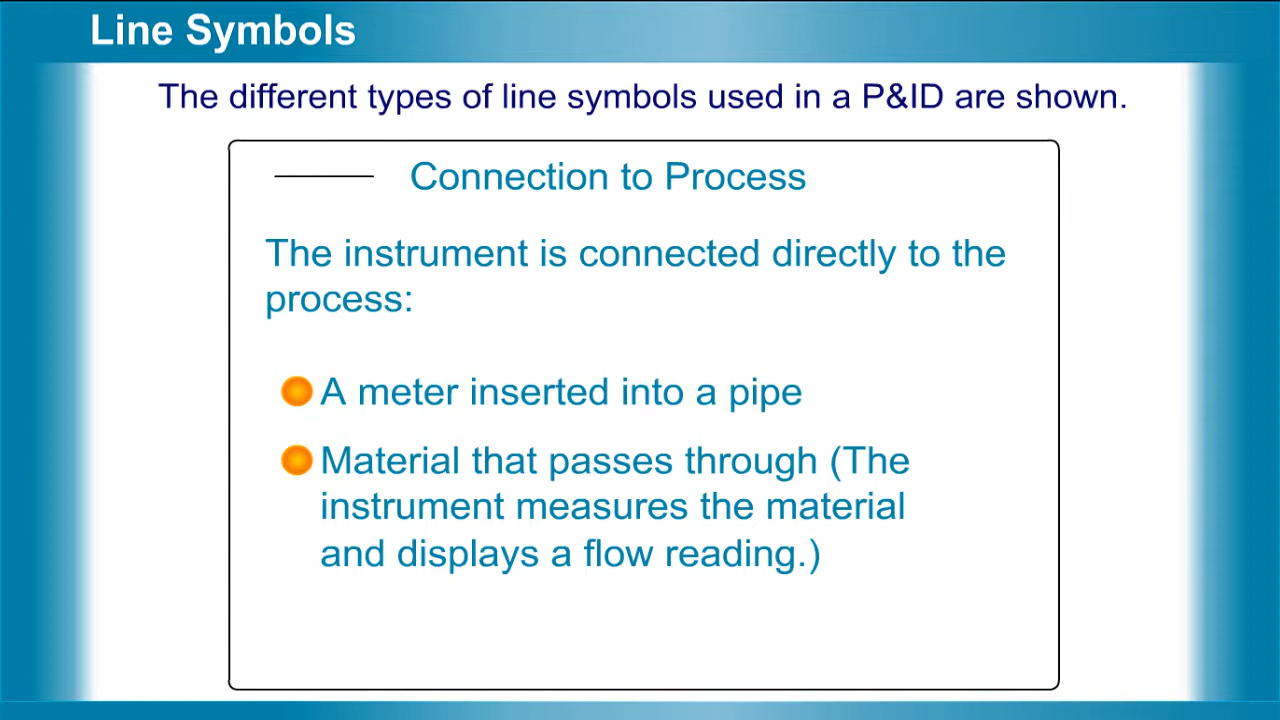 Line Symbols
The different types of line symbols used in a P&ID are shown.
Connection to Process
The instrument is connected directly to the
process:
A meter inserted into a pipe
Material that passes through (The
instrument measures the material
and displays a flow reading.)